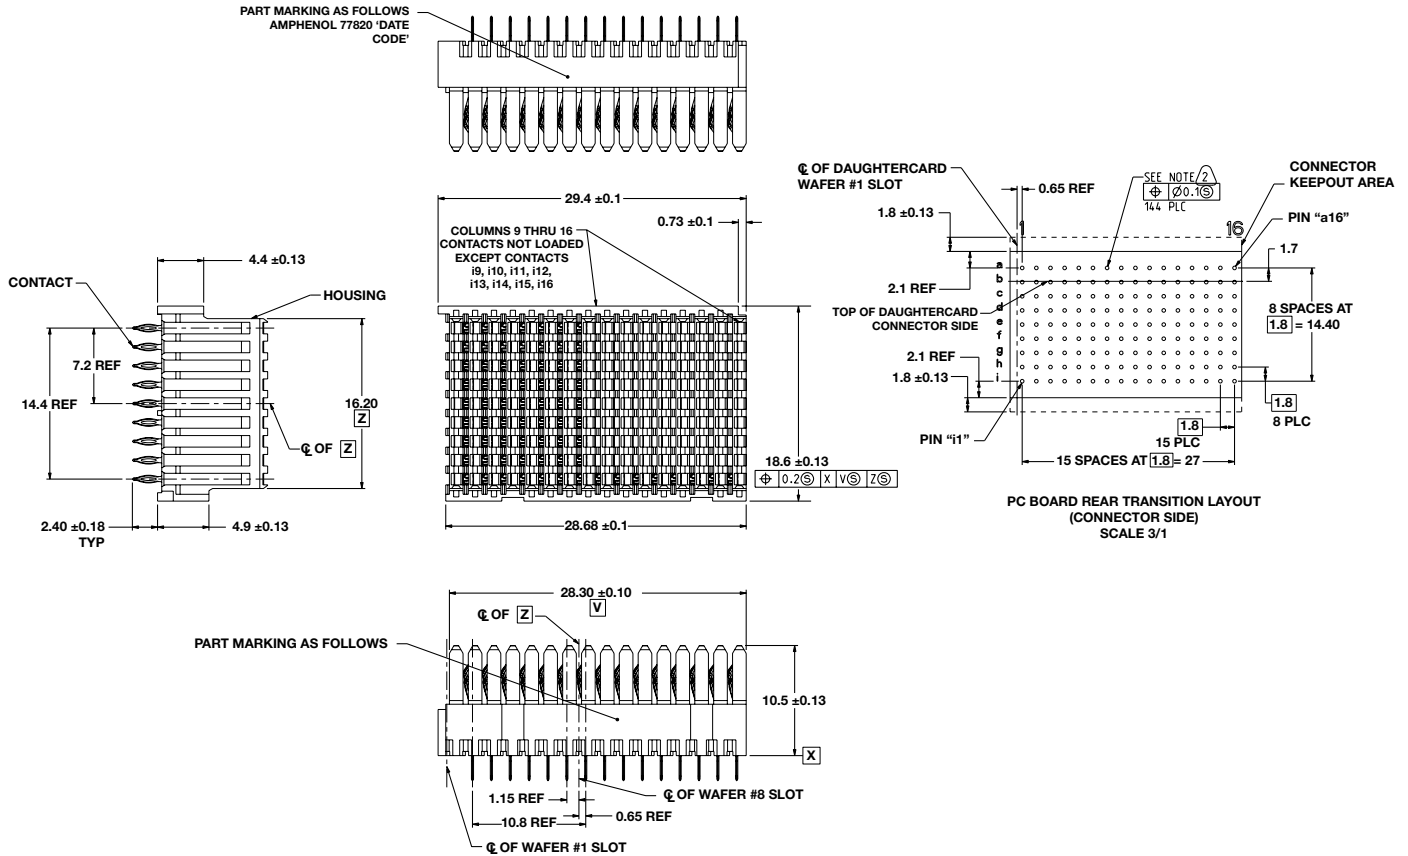 PART MARKING AS FOLLOWS
AMPHENOL 77820 ‘DATE
CODE’
29.4 ±0.1
0.73 ±0.1
COLUMNS 9 THRU 16
CONTACTS NOT LOADED
EXCEPT CONTACTS
i9, i10, i11, i12,
i13, i14, i15, i16
4.4 ±0.13
CONTACT
HOUSING
7.2 REF
14.4 REF
16.20
Z
℄ OF Z
2.40 ±0.18
TYP
4.9 ±0.13
18.6 ±0.13
⌖ 0.2Ⓢ X VⓈ ZⓈ
28.68 ±0.1
℄ OF DAUGHTERCARD
WAFER #1 SLOT
0.65 REF
SEE NOTE 2
⌖ Ø0.1Ⓢ
144 PLC
CONNECTOR
KEEPOUT AREA
1.8 ±0.13
PIN “a16”
1
16
1.7
a
b
c
d
e
f
g
h
i
2.1 REF
TOP OF DAUGHTERCARD
CONNECTOR SIDE
8 SPACES AT
1.8 = 14.40
2.1 REF
1.8 ±0.13
1.8
8 PLC
PIN “i1”
1.8
15 PLC
15 SPACES AT 1.8 = 27
PC BOARD REAR TRANSITION LAYOUT
(CONNECTOR SIDE)
SCALE 3/1
28.30 ±0.10
V
℄ OF Z
PART MARKING AS FOLLOWS
10.5 ±0.13
X
1.15 REF
℄ OF WAFER #8 SLOT
0.65 REF
10.8 REF
℄ OF WAFER #1 SLOT